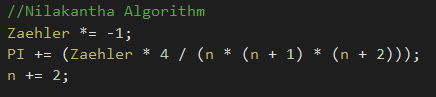 //Nilakantha Algorithm
Zaehler *= -1;
PI += (Zaehler * 4 / (n * (n + 1) * (n + 2)));
n += 2;